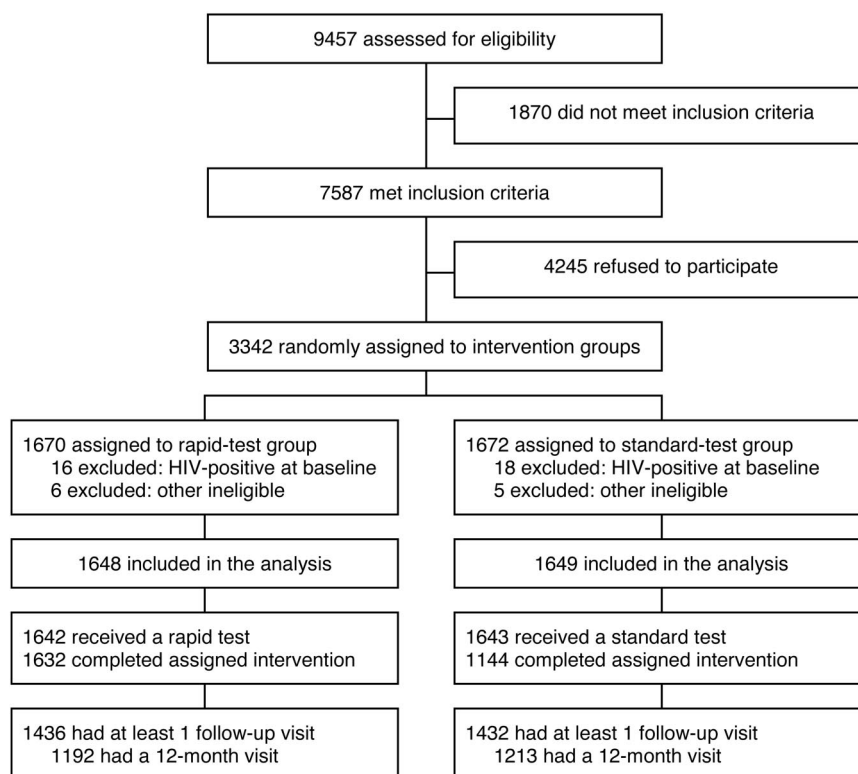 9457 assessed for eligibility
1870 did not meet inclusion criteria
7587 met inclusion criteria
4245 refused to participate
3342 randomly assigned to intervention groups
1670 assigned to rapid-test group
16 excluded: HIV-positive at baseline
6 excluded: other ineligible
1672 assigned to standard-test group
18 excluded: HIV-positive at baseline
5 excluded: other ineligible
1648 included in the analysis
1649 included in the analysis
1642 received a rapid test
1632 completed assigned intervention
1643 received a standard test
1144 completed assigned intervention
1436 had at least 1 follow-up visit
1192 had a 12-month visit
1432 had at least 1 follow-up visit
1213 had a 12-month visit